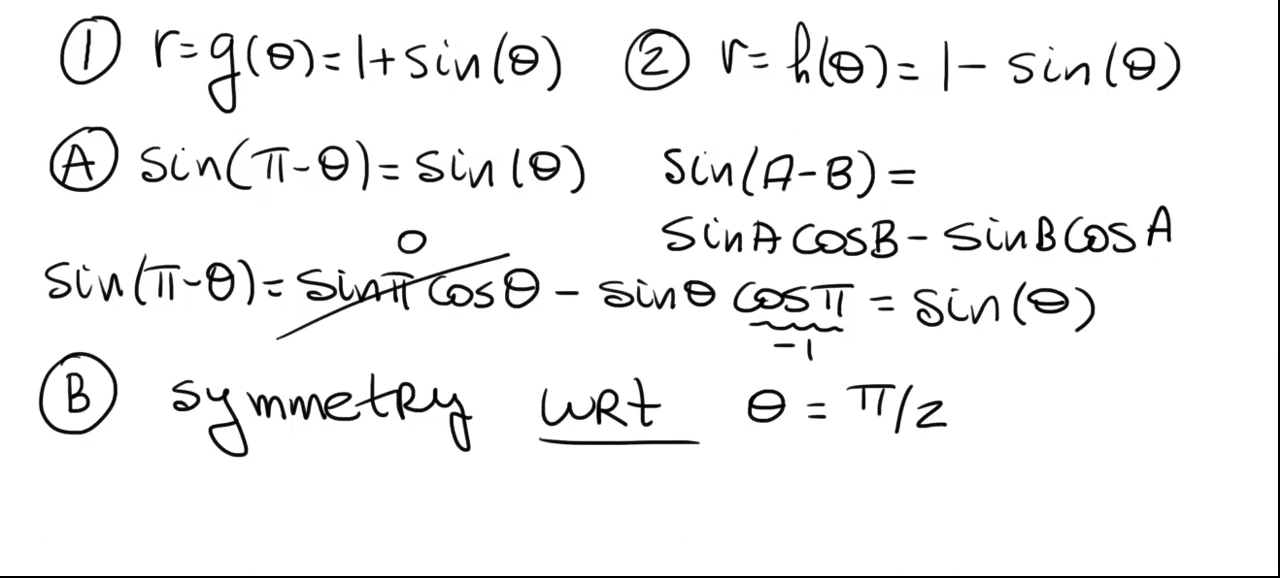 ① r=g(θ)=1+sin(θ) ② r=h(θ)=1-sin(θ)
Ⓐ sin(π-θ)=sin(θ) sin(A-B)=
sinA cosB - sinB cosA
0
sin(π-θ)=sinπ cosθ - sinθ cosπ = sin(θ)
-1
Ⓑ symmetRy wRt θ = π/2